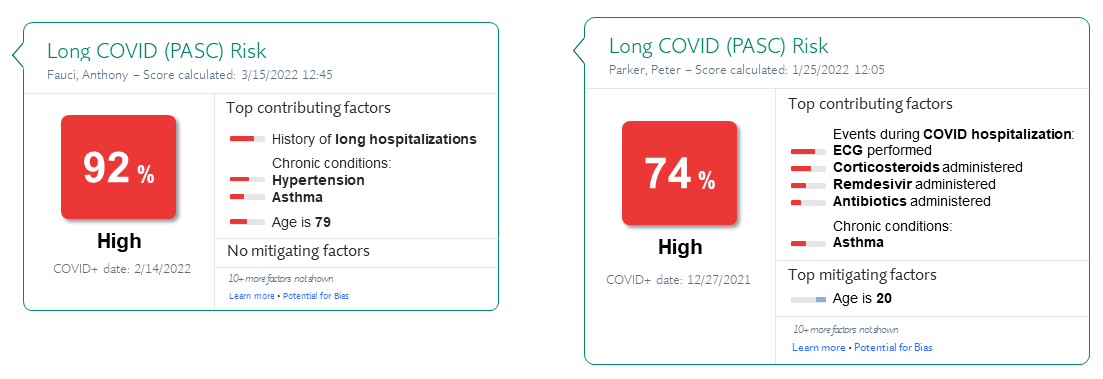 Long COVID (PASC) Risk
Fauci, Anthony – Score calculated: 3/15/2022 12:45
92 %
High
COVID+ date: 2/14/2022
Top contributing factors
History of long hospitalizations
Chronic conditions:
Hypertension
Asthma
Age is 79
No mitigating factors
10+ more factors not shown
Learn more • Potential for Bias
Long COVID (PASC) Risk
Parker, Peter – Score calculated: 1/25/2022 12:05
74 %
High
COVID+ date: 12/27/2021
Top contributing factors
Events during COVID hospitalization:
ECG performed
Corticosteroids administered
Remdesivir administered
Antibiotics administered
Chronic conditions:
Asthma
Top mitigating factors
Age is 20
10+ more factors not shown
Learn more • Potential for Bias